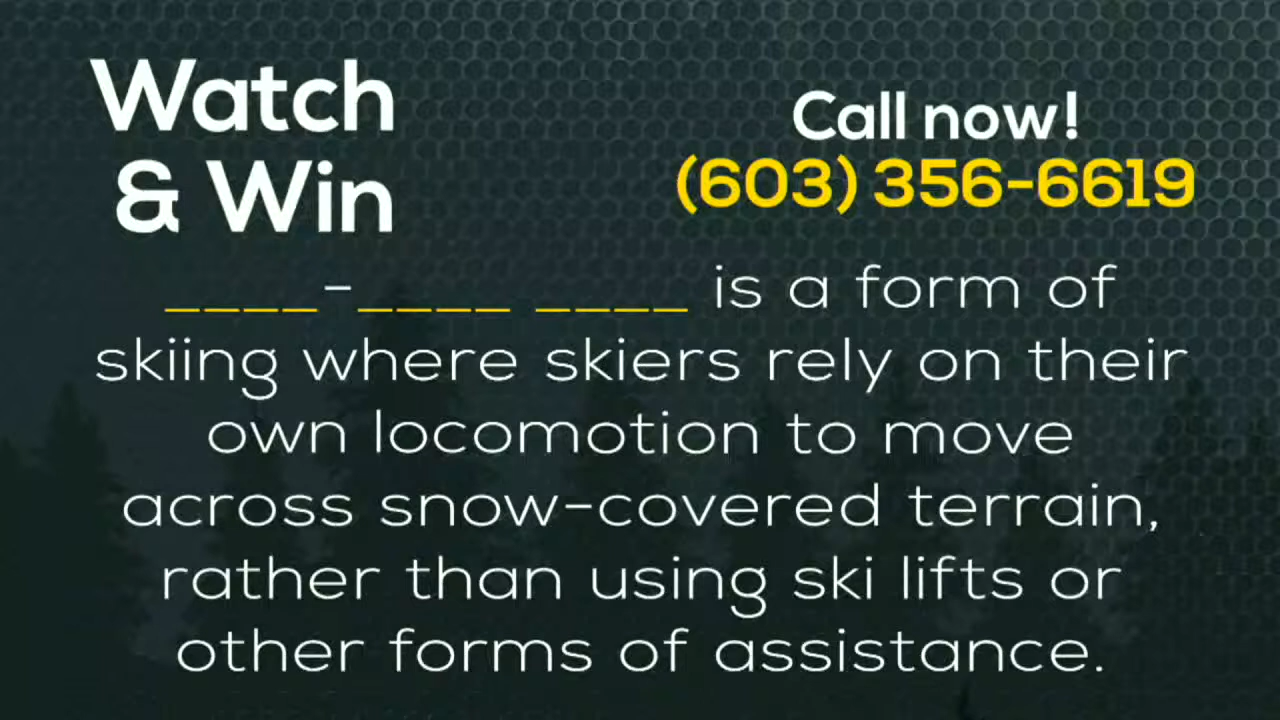 Watch
& Win
Call now!
(603) 356-6619
____-____ ____ is a form of
skiing where skiers rely on their
own locomotion to move
across snow-covered terrain,
rather than using ski lifts or
other forms of assistance.